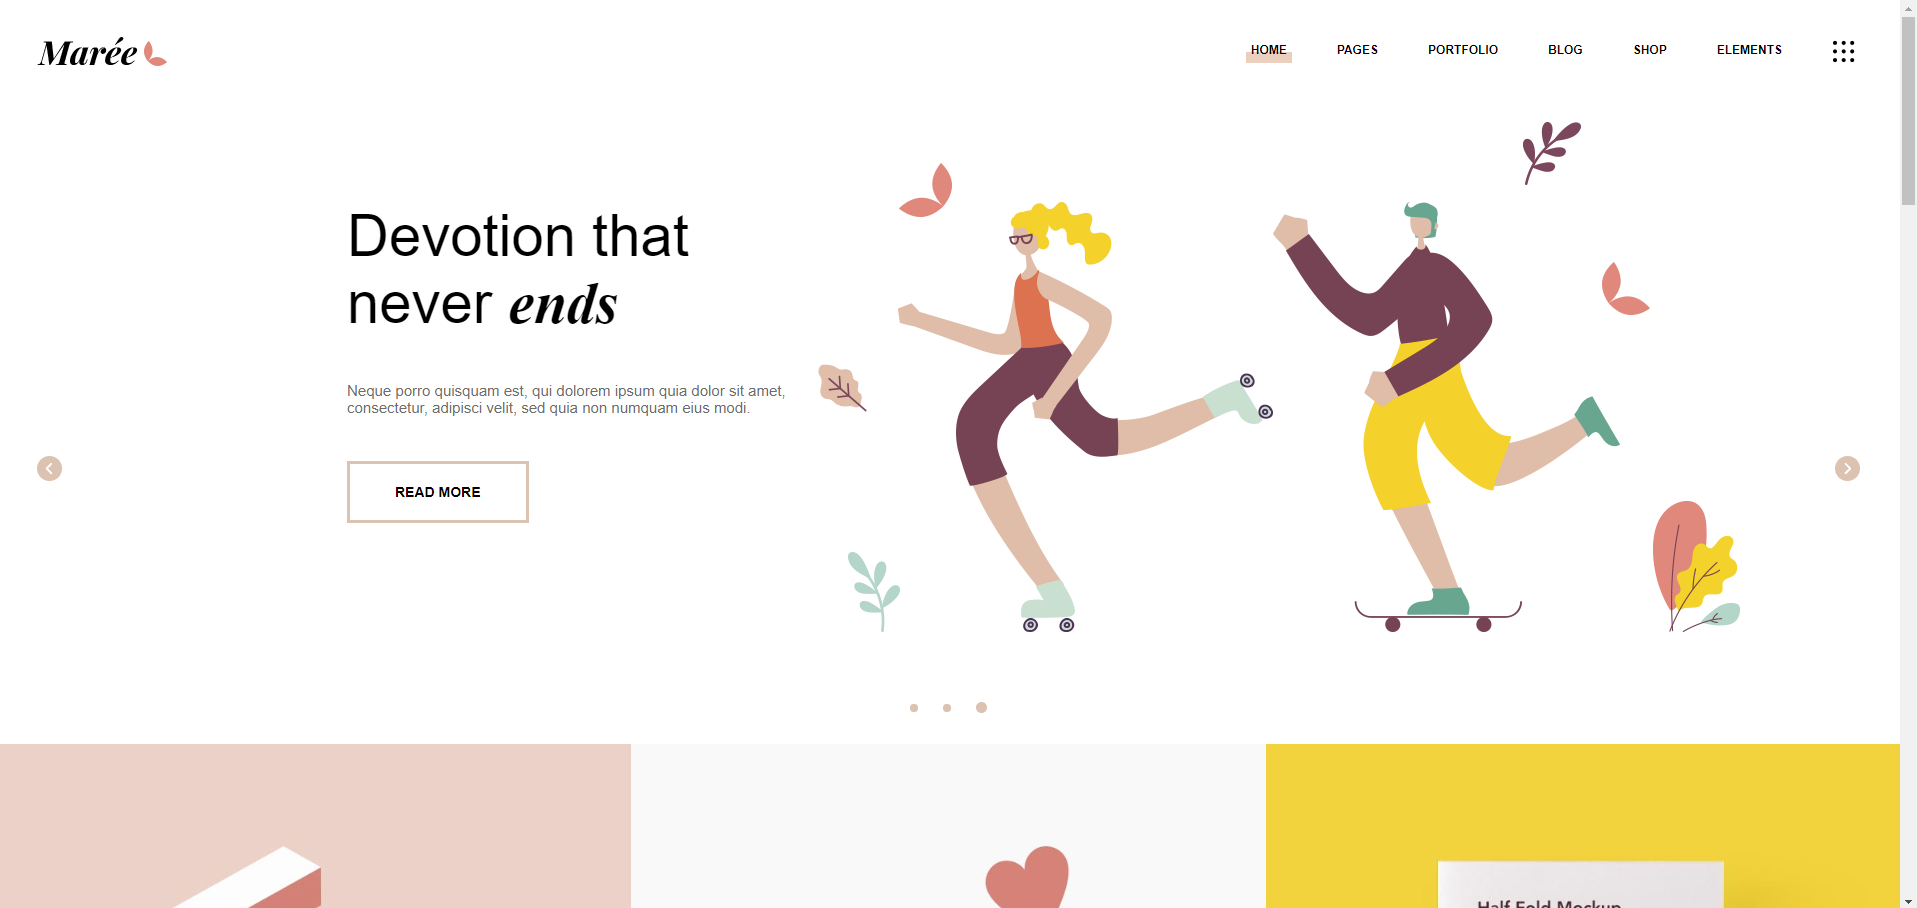 Marée
HOME
PAGES
PORTFOLIO
BLOG
SHOP
ELEMENTS
Devotion that
never ends
Neque porro quisquam est, qui dolorem ipsum quia dolor sit amet,
consectetur, adipisci velit, sed quia non numquam eius modi.
READ MORE
Half Fold Mockup